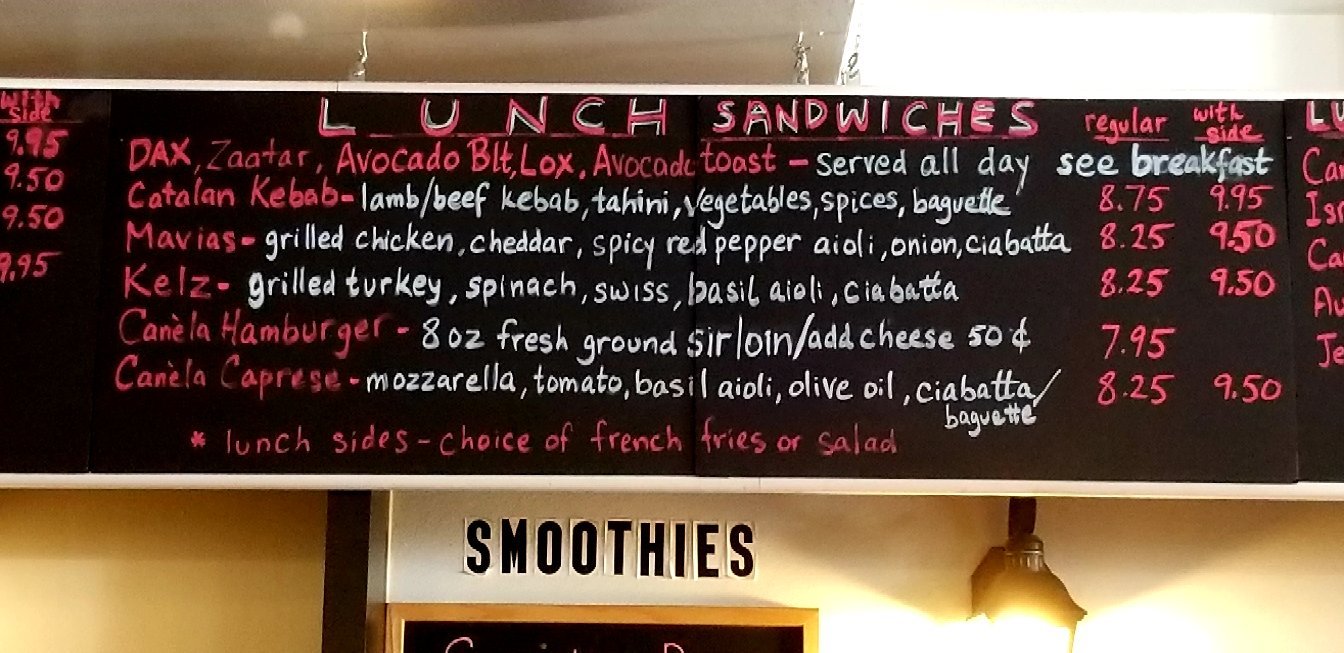 with
side
9.95
9.50
9.50
9.95
LUNCH SANDWICHES regular with side
DAX, Zaatar, Avocado Blt, Lox, Avocado toast - served all day see breakfast
Catalan Kebab - lamb/beef kebab, tahini, vegetables, spices, baguette 8.75 9.95
Mavias - grilled chicken, cheddar, spicy red pepper aioli, onion, ciabatta 8.25 9.50
Kelz - grilled turkey, spinach, swiss, basil aioli, ciabatta 8.25 9.50
Canèla Hamburger - 8 oz fresh ground sirloin/add cheese 50¢ 7.95
Canèla Caprese - mozzarella, tomato, basil aioli, olive oil, ciabatta/ 8.25 9.50
baguette
* lunch sides - choice of french fries or salad
SMOOTHIES